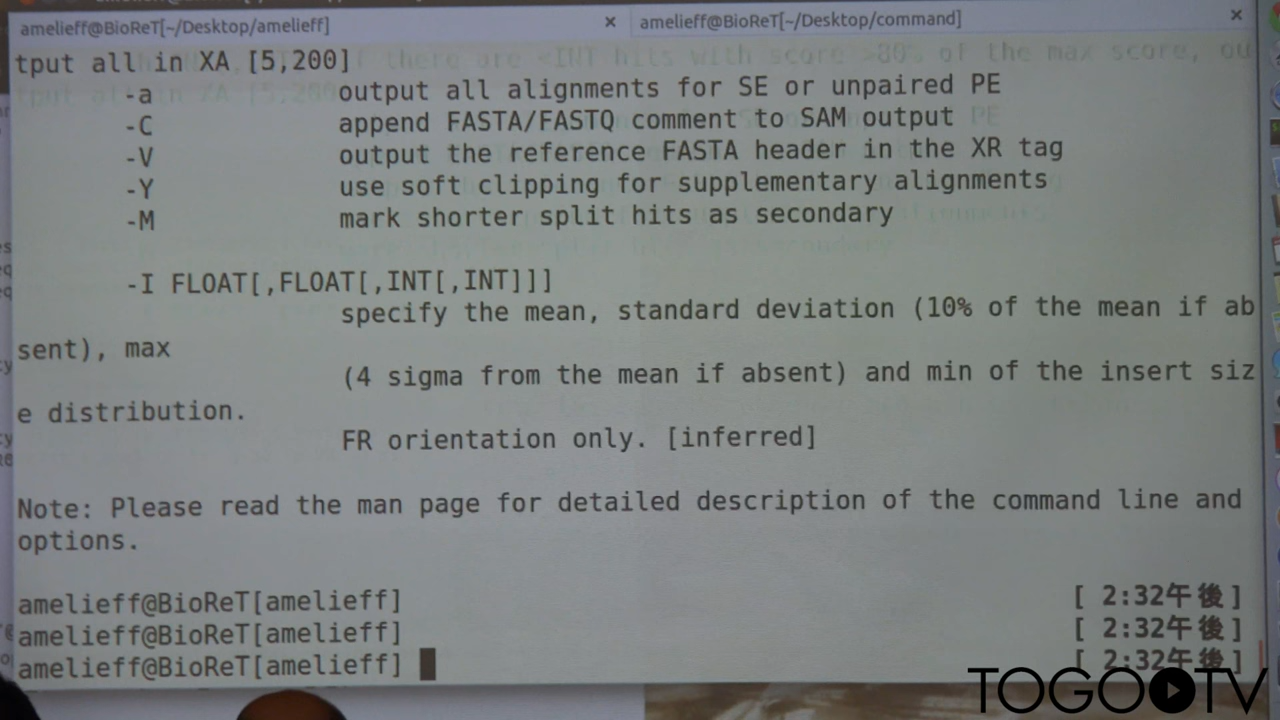 amelieff@BioReT[~/Desktop/amelieff] × amelieff@BioReT[~/Desktop/command] ×
tput all in XA [5,200]
-a output all alignments for SE or unpaired PE
-C append FASTA/FASTQ comment to SAM output
-V output the reference FASTA header in the XR tag
-Y use soft clipping for supplementary alignments
-M mark shorter split hits as secondary
-I FLOAT[,FLOAT[,INT[,INT]]]
specify the mean, standard deviation (10% of the mean if ab
sent), max
(4 sigma from the mean if absent) and min of the insert siz
e distribution.
FR orientation only. [inferred]
Note: Please read the man page for detailed description of the command line and
options.
amelieff@BioReT[amelieff] [ 2:32午後]
amelieff@BioReT[amelieff] [ 2:32午後]
amelieff@BioReT[amelieff] [ 2:32午後]
TOGOTV